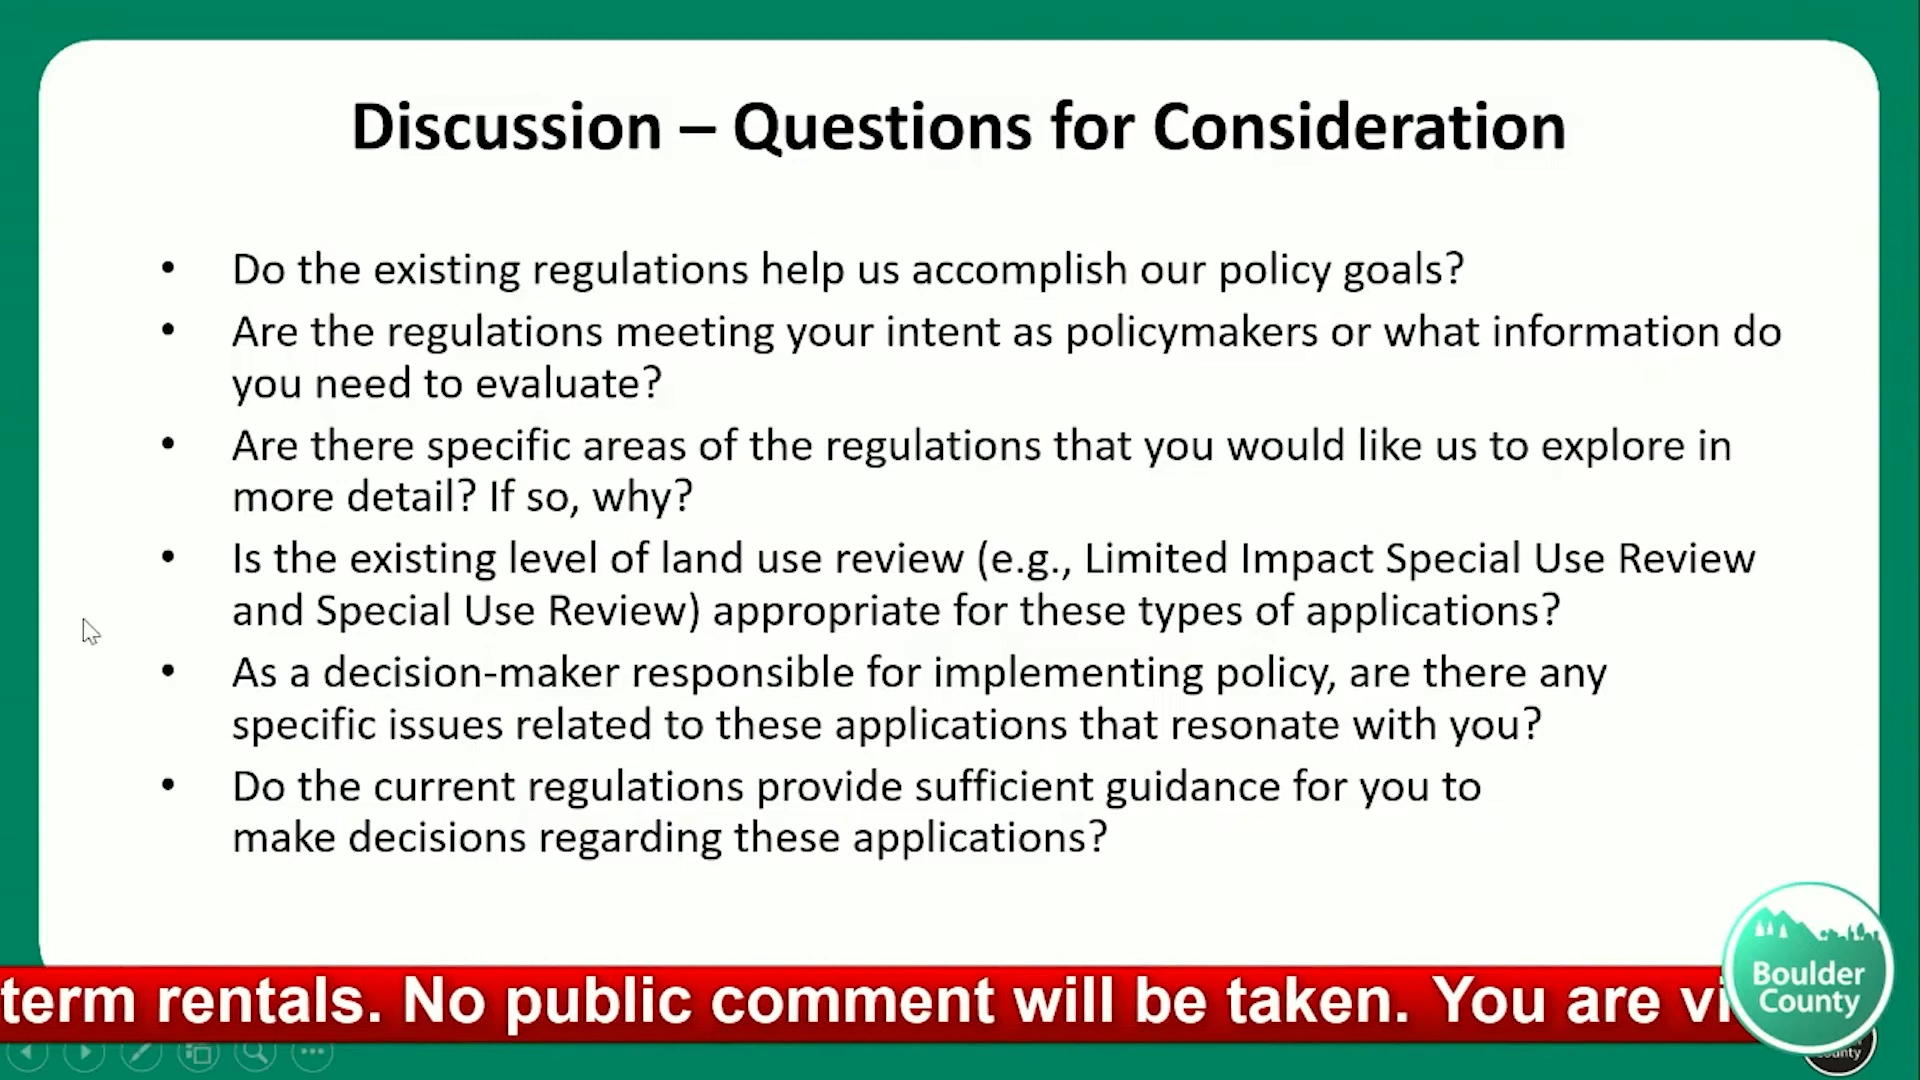 Discussion – Questions for Consideration
• Do the existing regulations help us accomplish our policy goals?
• Are the regulations meeting your intent as policymakers or what information do
you need to evaluate?
• Are there specific areas of the regulations that you would like us to explore in
more detail? If so, why?
• Is the existing level of land use review (e.g., Limited Impact Special Use Review
and Special Use Review) appropriate for these types of applications?
• As a decision-maker responsible for implementing policy, are there any
specific issues related to these applications that resonate with you?
• Do the current regulations provide sufficient guidance for you to
make decisions regarding these applications?
term rentals. No public comment will be taken. You are vi
Boulder
County